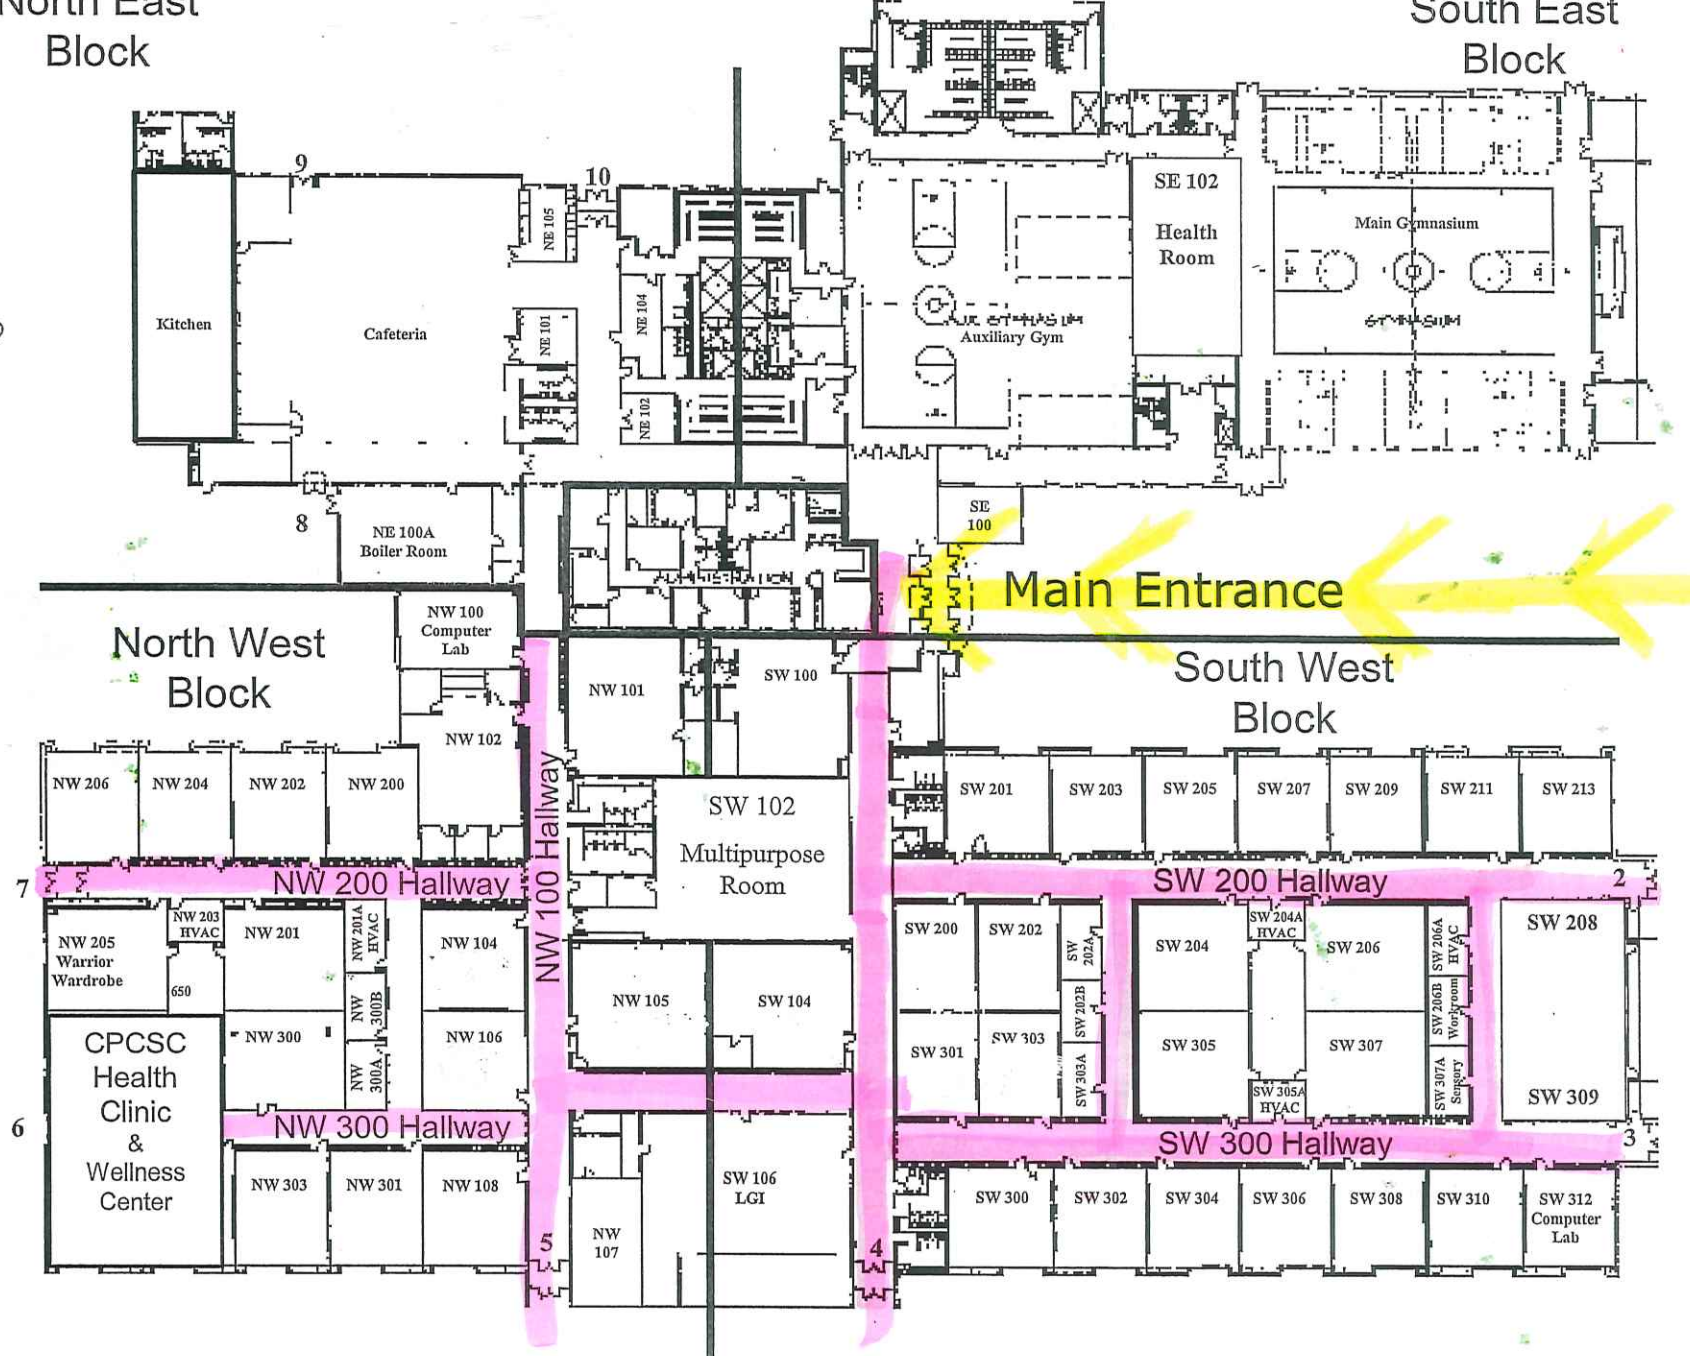 North East
Block
South East
Block
9
10
NE 105
SE 102
Health
Room
Main Gymnasium
GYMNASIUM
Kitchen
Cafeteria
NE 101
NE 104
Auxiliary Gym
NE 102
8
NE 100A
Boiler Room
SE
100
1
Main Entrance
NW 100
Computer
Lab
North West
Block
NW 101
SW 100
South West
Block
NW 102
NW 206
NW 204
NW 202
NW 200
NW 100 Hallway
SW 102
Multipurpose
Room
SW 201
SW 203
SW 205
SW 207
SW 209
SW 211
SW 213
7
NW 200 Hallway
SW 200 Hallway
2
NW 205
Warrior
Wardrobe
NW 203
HVAC
650
NW 201
NW 201A
HVAC
NW 104
SW 200
SW 202
SW
202A
SW 204
SW 204A
HVAC
SW 206
SW 206A
HVAC
SW 208
NW
300B
NW 105
SW 104
SW 202B
SW 206B
Workroom
CPCSC
Health
Clinic
&
Wellness
Center
NW 300
NW
300A
NW 106
SW 301
SW 303
SW 303A
SW 305
SW 305A
HVAC
SW 307
SW 307A
Sensory
SW 309
6
NW 300 Hallway
SW 300 Hallway
3
NW 303
NW 301
NW 108
SW 106
LGI
NW
107
SW 300
SW 302
SW 304
SW 306
SW 308
SW 310
SW 312
Computer
Lab
5
4